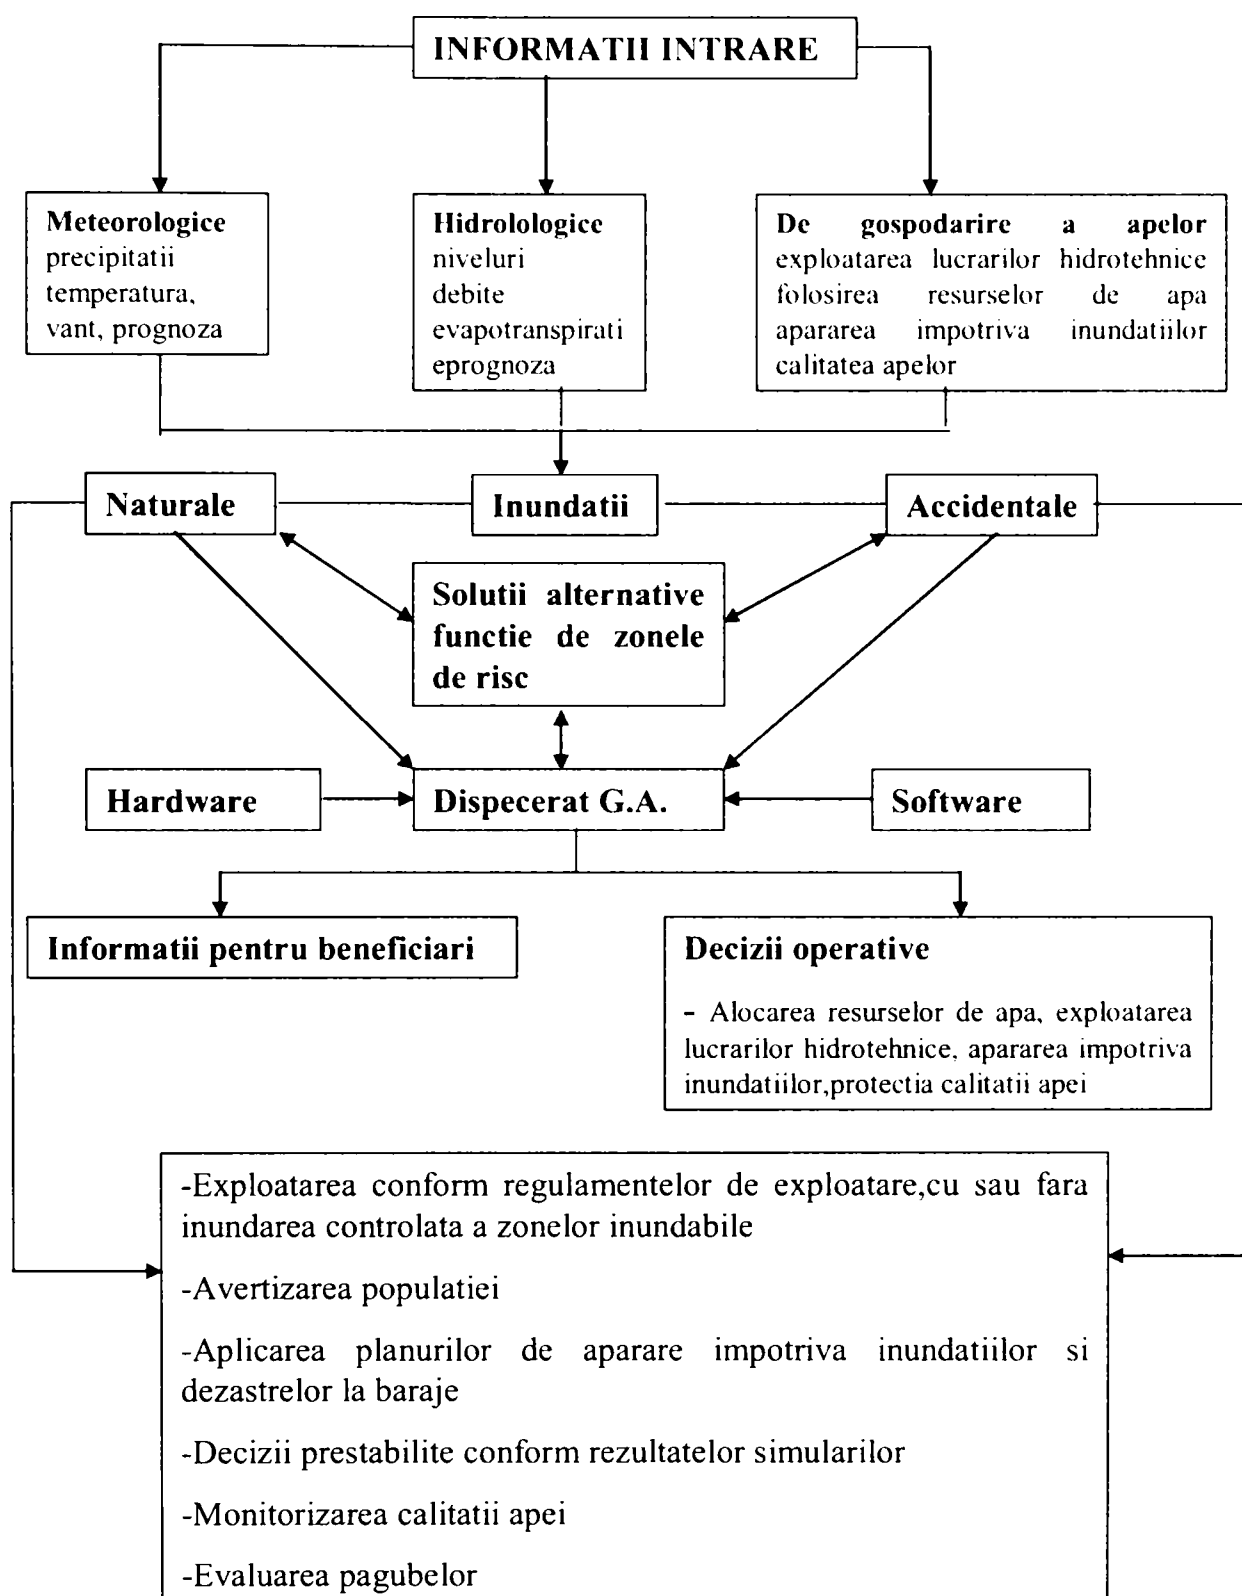 INFORMATII INTRARE
Meteorologice
precipitatii
temperatura,
vant, prognoza
Hidrolologice
niveluri
debite
evapotranspirati
eprognoza
De gospodarire a apelor
exploatarea lucrarilor hidrotehnice
folosirea resurselor de apa
apararea impotriva inundatiilor
calitatea apelor
Naturale
Inundatii
Accidentale
Solutii alternative
functie de zonele
de risc
Hardware
Dispecerat G.A.
Software
Informatii pentru beneficiari
Decizii operative
- Alocarea resurselor de apa, exploatarea
lucrarilor hidrotehnice, apararea impotriva
inundatiilor,protectia calitatii apei
-Exploatarea conform regulamentelor de exploatare,cu sau fara
inundarea controlata a zonelor inundabile
-Avertizarea populatiei
-Aplicarea planurilor de aparare impotriva inundatiilor si
dezastrelor la baraje
-Decizii prestabilite conform rezultatelor simularilor
-Monitorizarea calitatii apei
-Evaluarea pagubelor